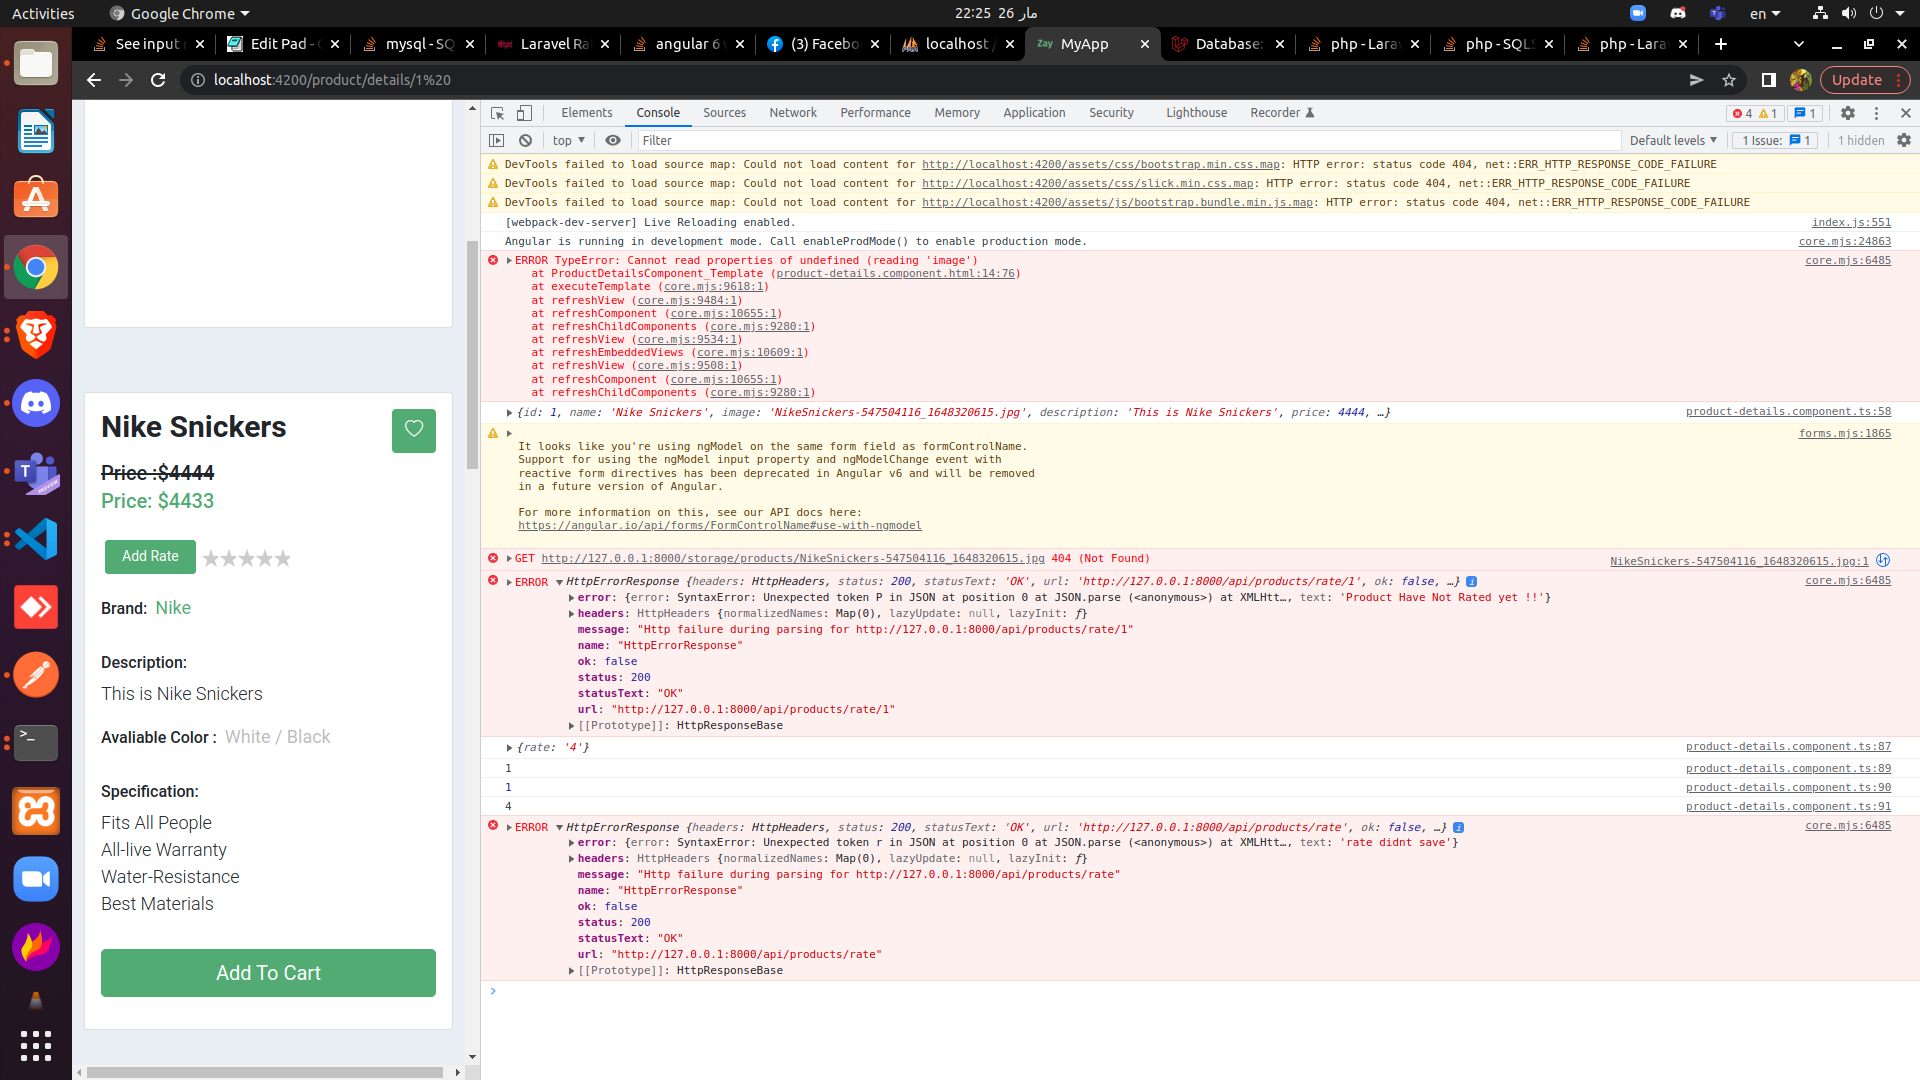 Activities
Google Chrome
22:25 26 مار
en
See input
Edit Pad -
mysql - SQ
Laravel Ra
angular 6
(3) Facebo
localhost /
Zay MyApp
Database:
php - Lara
php - SQLS
php - Lara
localhost:4200/product/details/1%20
Update
Elements Console Sources Network Performance Memory Application Security Lighthouse Recorder
4 1 1
top Filter Default levels 1 Issue: 1 1 hidden
DevTools failed to load source map: Could not load content for http://localhost:4200/assets/css/bootstrap.min.css.map: HTTP error: status code 404, net::ERR_HTTP_RESPONSE_CODE_FAILURE
DevTools failed to load source map: Could not load content for http://localhost:4200/assets/css/slick.min.css.map: HTTP error: status code 404, net::ERR_HTTP_RESPONSE_CODE_FAILURE
DevTools failed to load source map: Could not load content for http://localhost:4200/assets/js/bootstrap.bundle.min.js.map: HTTP error: status code 404, net::ERR_HTTP_RESPONSE_CODE_FAILURE
[webpack-dev-server] Live Reloading enabled. index.js:551
Angular is running in development mode. Call enableProdMode() to enable production mode. core.mjs:24863
ERROR TypeError: Cannot read properties of undefined (reading 'image') core.mjs:6485
at ProductDetailsComponent_Template (product-details.component.html:14:76)
at executeTemplate (core.mjs:9618:1)
at refreshView (core.mjs:9484:1)
at refreshComponent (core.mjs:10655:1)
at refreshChildComponents (core.mjs:9280:1)
at refreshView (core.mjs:9534:1)
at refreshEmbeddedViews (core.mjs:10609:1)
at refreshView (core.mjs:9508:1)
at refreshComponent (core.mjs:10655:1)
at refreshChildComponents (core.mjs:9280:1)
{id: 1, name: 'Nike Snickers', image: 'NikeSnickers-547504116_1648320615.jpg', description: 'This is Nike Snickers', price: 4444, …} product-details.component.ts:58
forms.mjs:1865
It looks like you're using ngModel on the same form field as formControlName.
Support for using the ngModel input property and ngModelChange event with
reactive form directives has been deprecated in Angular v6 and will be removed
in a future version of Angular.
For more information on this, see our API docs here:
https://angular.io/api/forms/FormControlName#use-with-ngmodel
GET http://127.0.0.1:8000/storage/products/NikeSnickers-547504116_1648320615.jpg 404 (Not Found) NikeSnickers-547504116_1648320615.jpg:1
ERROR HttpErrorResponse {headers: HttpHeaders, status: 200, statusText: 'OK', url: 'http://127.0.0.1:8000/api/products/rate/1', ok: false, …} core.mjs:6485
error: {error: SyntaxError: Unexpected token P in JSON at position 0 at JSON.parse (<anonymous>) at XMLHtt…, text: 'Product Have Not Rated yet !!'}
headers: HttpHeaders {normalizedNames: Map(0), lazyUpdate: null, lazyInit: ƒ}
message: "Http failure during parsing for http://127.0.0.1:8000/api/products/rate/1"
name: "HttpErrorResponse"
ok: false
status: 200
statusText: "OK"
url: "http://127.0.0.1:8000/api/products/rate/1"
[[Prototype]]: HttpResponseBase
{rate: '4'} product-details.component.ts:87
1 product-details.component.ts:89
1 product-details.component.ts:90
4 product-details.component.ts:91
ERROR HttpErrorResponse {headers: HttpHeaders, status: 200, statusText: 'OK', url: 'http://127.0.0.1:8000/api/products/rate', ok: false, …} core.mjs:6485
error: {error: SyntaxError: Unexpected token r in JSON at position 0 at JSON.parse (<anonymous>) at XMLHtt…, text: 'rate didnt save'}
headers: HttpHeaders {normalizedNames: Map(0), lazyUpdate: null, lazyInit: ƒ}
message: "Http failure during parsing for http://127.0.0.1:8000/api/products/rate"
name: "HttpErrorResponse"
ok: false
status: 200
statusText: "OK"
url: "http://127.0.0.1:8000/api/products/rate"
[[Prototype]]: HttpResponseBase
Nike Snickers
Price :$4444
Price: $4433
Add Rate
Brand: Nike
Description:
This is Nike Snickers
Avaliable Color : White / Black
Specification:
Fits All People
All-live Warranty
Water-Resistance
Best Materials
Add To Cart